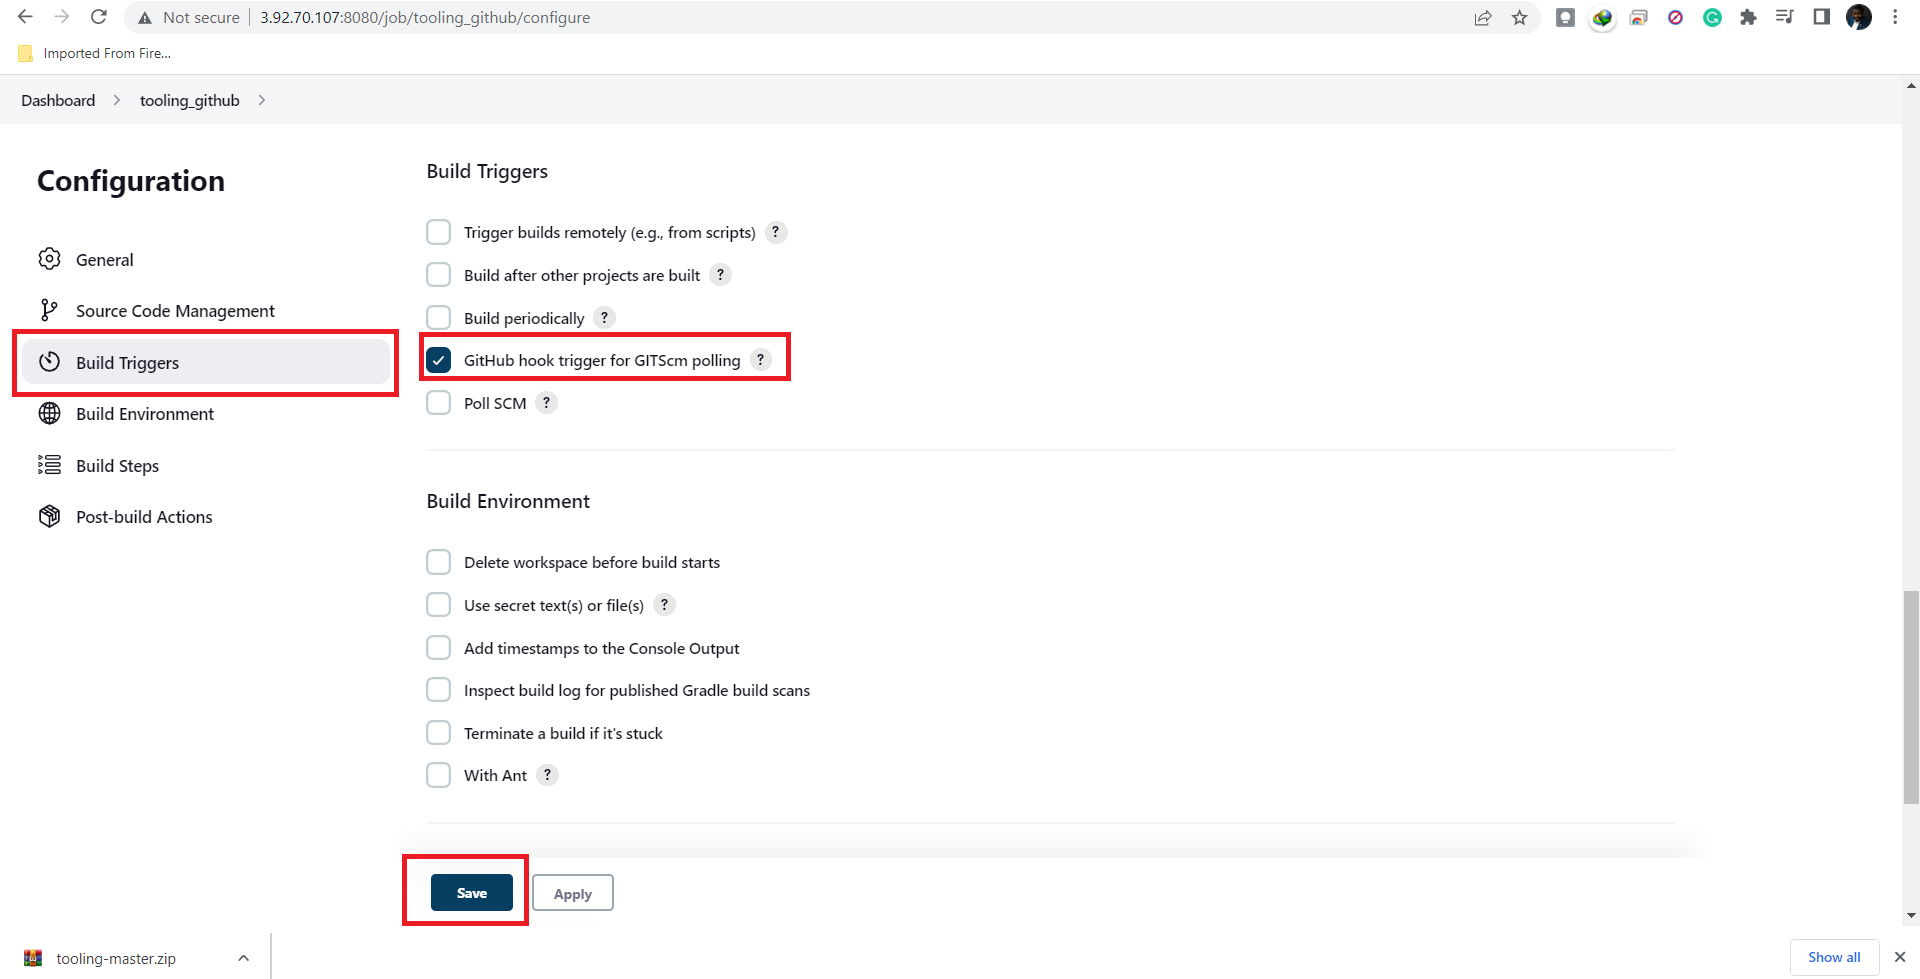 Not secure 3.92.70.107:8080/job/tooling_github/configure
Imported From Fire...
Dashboard tooling_github
Configuration
General
Source Code Management
Build Triggers
Build Environment
Build Steps
Post-build Actions
Build Triggers
Trigger builds remotely (e.g., from scripts) ?
Build after other projects are built ?
Build periodically ?
GitHub hook trigger for GITScm polling ?
Poll SCM ?
Build Environment
Delete workspace before build starts
Use secret text(s) or file(s) ?
Add timestamps to the Console Output
Inspect build log for published Gradle build scans
Terminate a build if it's stuck
With Ant ?
Save Apply
tooling-master.zip Show all